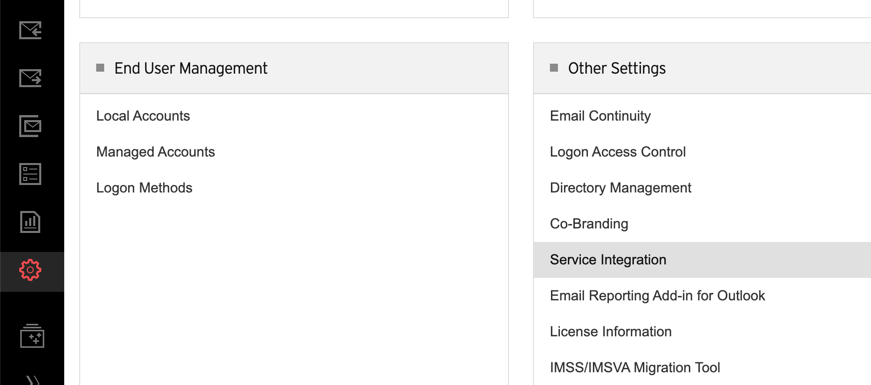 End User Management
Local Accounts
Managed Accounts
Logon Methods
Other Settings
Email Continuity
Logon Access Control
Directory Management
Co-Branding
Service Integration
Email Reporting Add-in for Outlook
License Information
IMSS/IMSVA Migration Tool